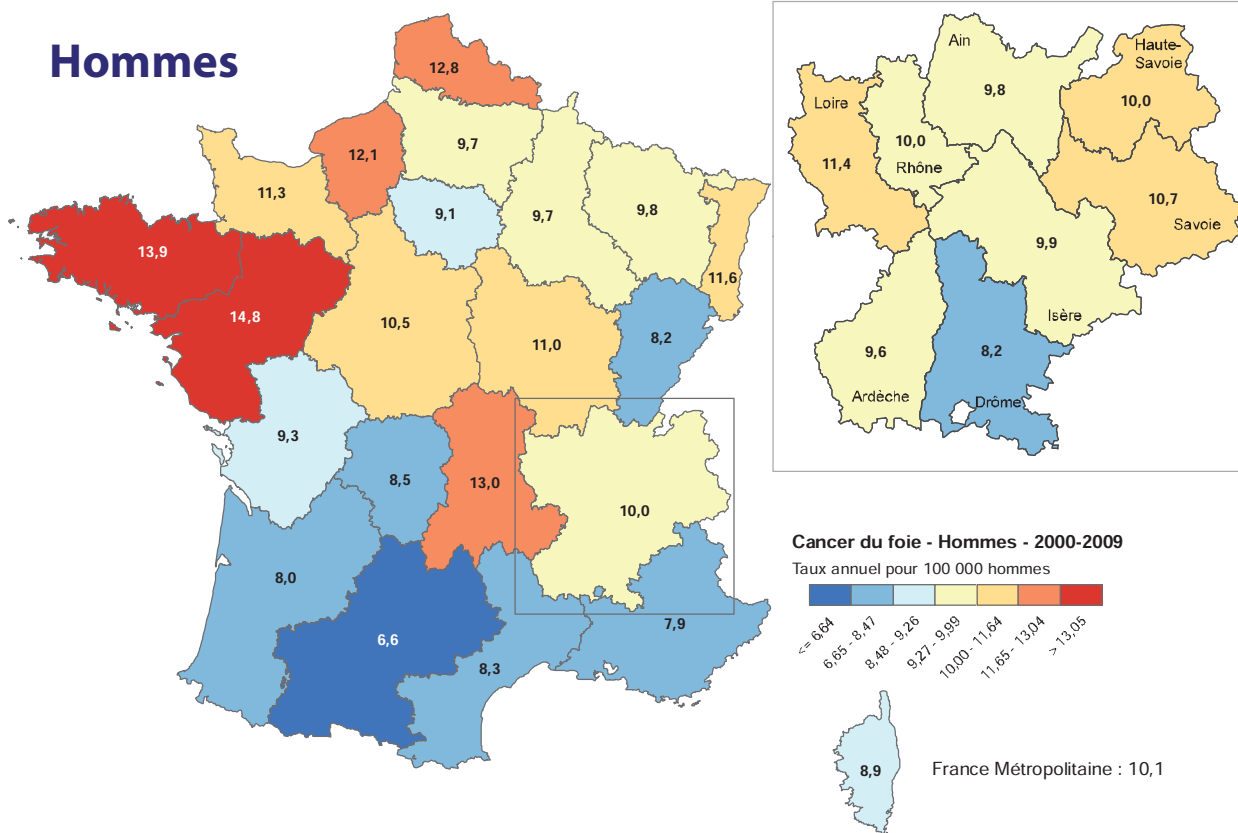 Hommes
12,8
9,7
12,1
11,3
9,1
9,7
9,8
11,6
13,9
14,8
10,5
11,0
8,2
9,3
8,5
13,0
10,0
8,0
6,6
8,3
7,9
Ain
9,8
Haute-
Savoie
10,0
Loire
11,4
10,0
Rhône
10,7
Savoie
9,9
Isère
9,6
Ardèche
8,2
Drôme
Cancer du foie - Hommes - 2000-2009
Taux annuel pour 100 000 hommes
<= 6,64
6,65 - 8,47
8,48 - 9,26
9,27 - 9,99
10,00 - 11,64
11,65 - 13,04
> 13,05
8,9
France Métropolitaine : 10,1